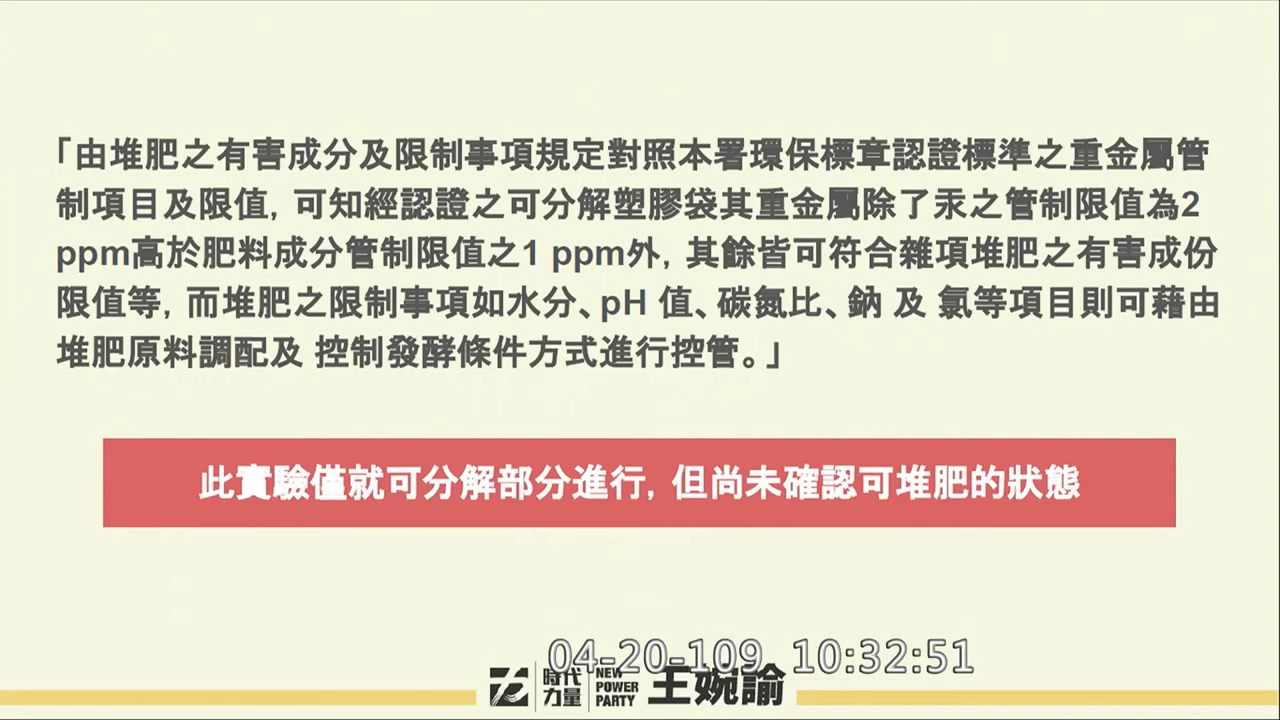 「由堆肥之有害成分及限制事項規定對照本署環保標章認證標準之重金屬管
制項目及限值，可知經認證之可分解塑膠袋其重金屬除了汞之管制限值為2
ppm高於肥料成分管制限值之1 ppm外，其餘皆可符合雜項堆肥之有害成份
限值等，而堆肥之限制事項如水分、pH 值、碳氮比、鈉 及 氯等項目則可藉由
堆肥原料調配及 控制發酵條件方式進行控管。」
此實驗僅就可分解部分進行，但尚未確認可堆肥的狀態
04-20-109 10:32:51
時代
力量
NEW
POWER
PARTY
王婉諭